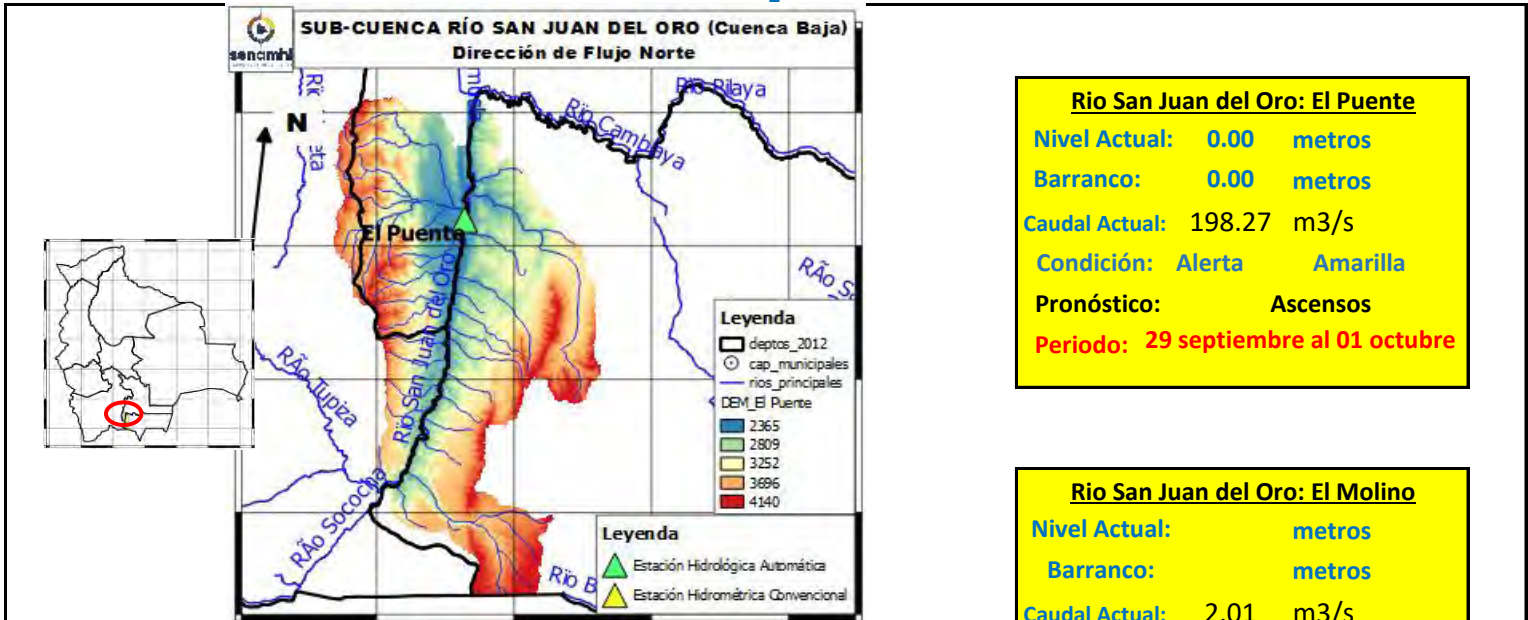 senamhi
SUB-CUENCA RÍO SAN JUAN DEL ORO (Cuenca Baja)
Dirección de Flujo Norte
Río Pilaya
Río Camblaya
N
El Puente
Río San Juan del Oro
RÃo Tupiza
RÃo Sococha
Leyenda
deptos_2012
cap_municipales
rios_principales
DEM_El Puente
2365
2809
3252
3696
4140
Leyenda
Estación Hidrológica Automática
Estación Hidrométrica Convencional
Rio San Juan del Oro: El Puente
Nivel Actual: 0.00 metros
Barranco: 0.00 metros
Caudal Actual: 198.27 m3/s
Condición: Alerta Amarilla
Pronóstico: Ascensos
Periodo: 29 septiembre al 01 octubre
Rio San Juan del Oro: El Molino
Nivel Actual: metros
Barranco: metros
Caudal Actual: 2.01 m3/s